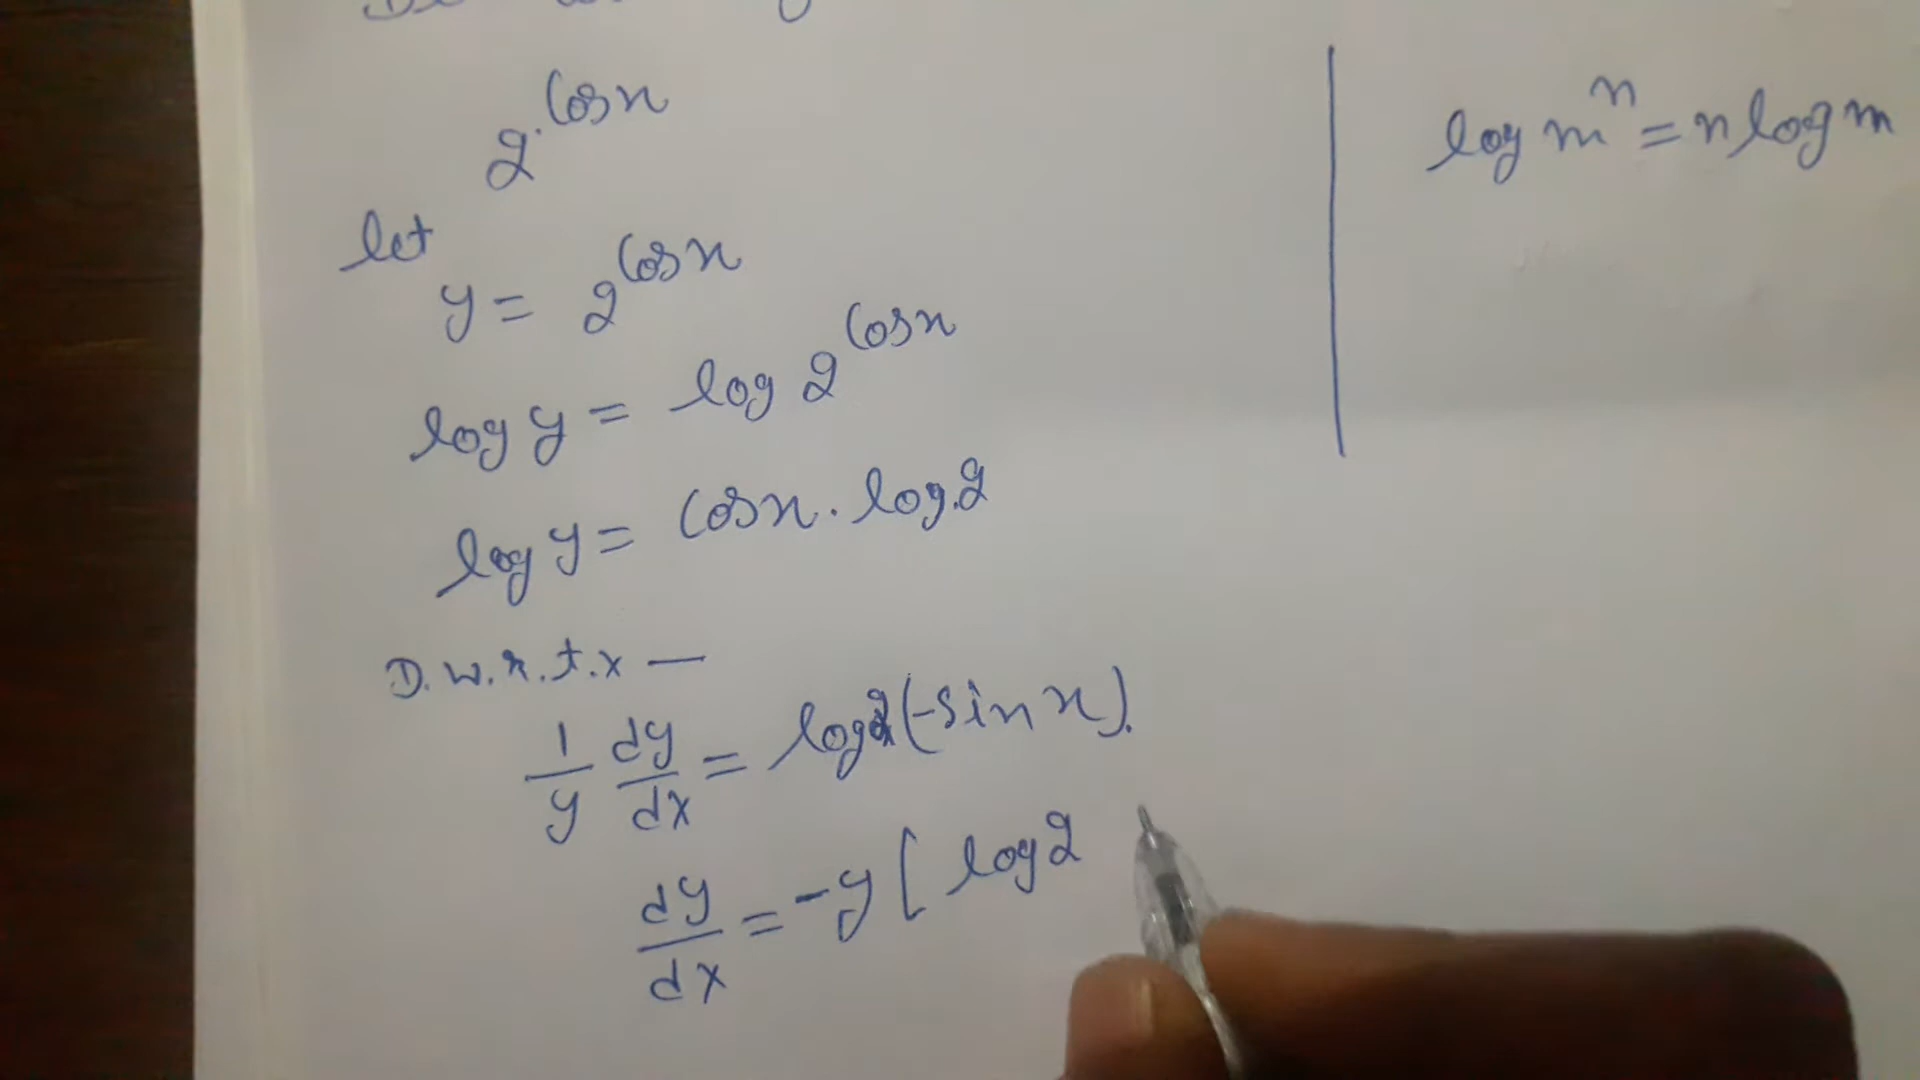 2^cosx
let
y = 2^cosx
log y = log 2^cosx
log y = cosx . log.2
D.w.r.t.x —
1/y dy/dx = log2(-sinx).
dy/dx = -y [ log2
log m^n = n log m